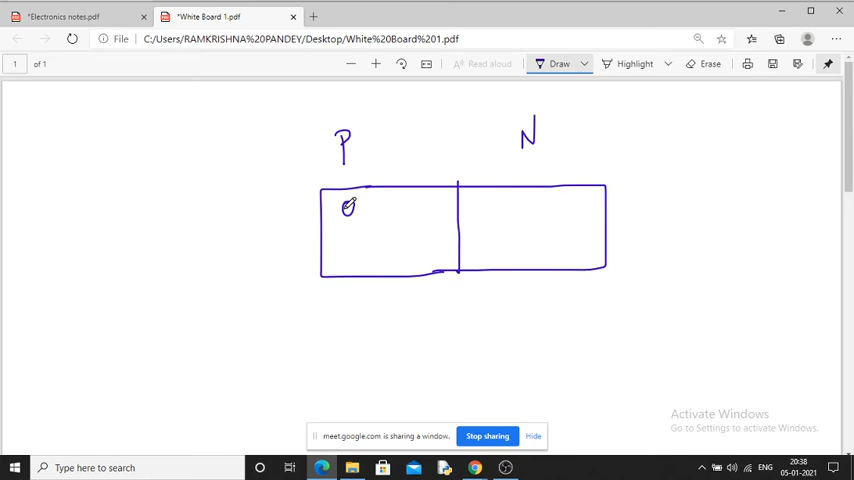 *Electronics notes.pdf
*White Board 1.pdf
File C:/Users/RAMKRISHNA%20PANDEY/Desktop/White%20Board%201.pdf
1 of 1 Read aloud Draw Highlight Erase
P N
O
Activate Windows
Go to Settings to activate Windows.
meet.google.com is sharing a window. Stop sharing Hide
Type here to search ENG 20:38
05-01-2021